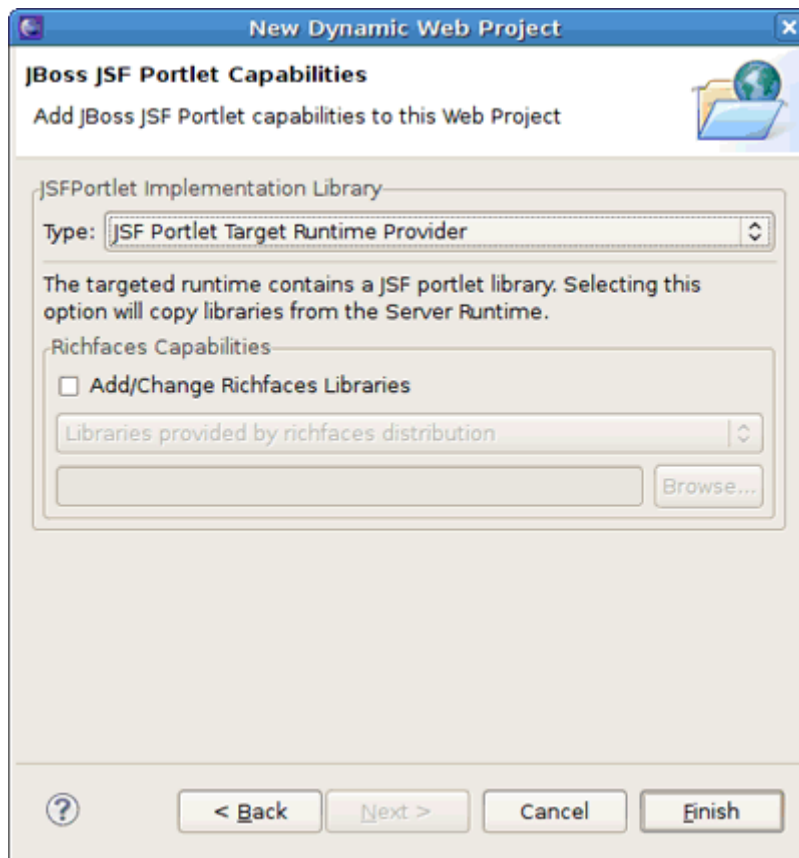 New Dynamic Web Project
JBoss JSF Portlet Capabilities
Add JBoss JSF Portlet capabilities to this Web Project
JSFPortlet Implementation Library
Type: JSF Portlet Target Runtime Provider
The targeted runtime contains a JSF portlet library. Selecting this
option will copy libraries from the Server Runtime.
Richfaces Capabilities
Add/Change Richfaces Libraries
Libraries provided by richfaces distribution
Browse...
? < Back Next > Cancel Finish